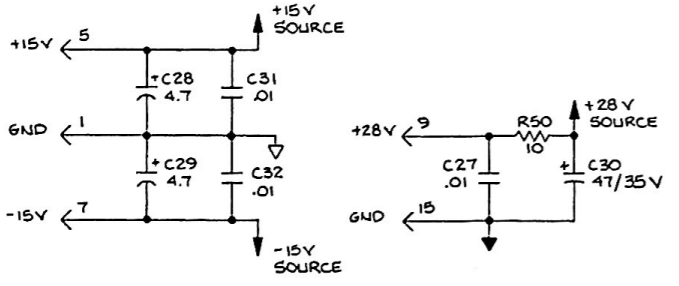 +15V
SOURCE
+15V 5
+C28
4.7
C31
.01
GND 1
+C29
4.7
C32
.01
-15V 7
-15V
SOURCE
+28V
SOURCE
+28V 9
R50
10
C27
.01
+ C30
47/35V
GND 15